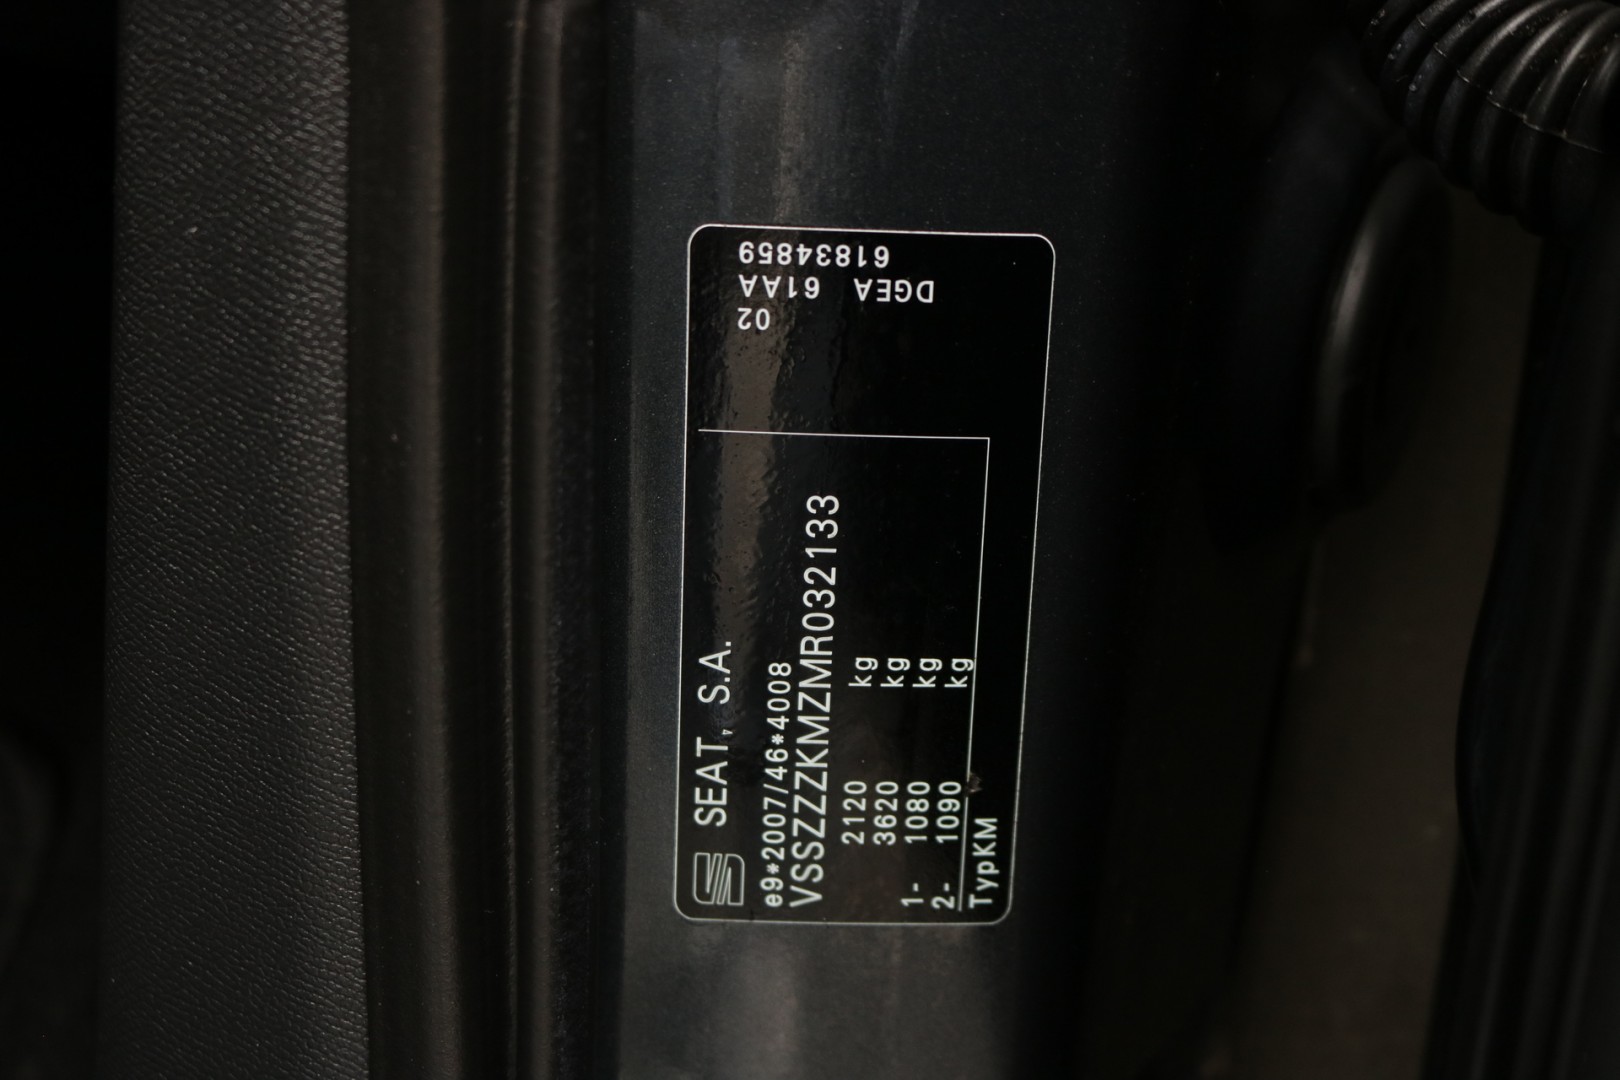 SEAT, S.A.
e9*2007/46*4008
VSSZZZKMZMR032133
2120 kg
3620 kg
1- 1080 kg
2- 1090 kg
TypKM
61834859
DGEA 61AA
02